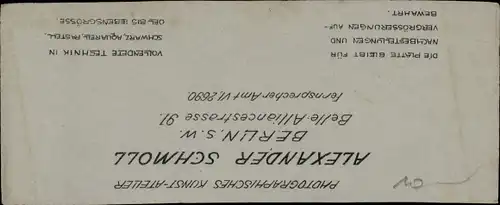 PHOTOGRAPHISCHES KUNST-ATELIER
ALEXANDER SCHMOLL
BERLIN S.W.
Belle-Alliancestrasse 91.
Fernsprecher Amt VI, 2690.
VOLLENDETE TECHNIK IN
SCHWARZ, AQUARELL, PASTELL,
OEL, BIS LEBENSGRÖSSE.
DIE PLATTE BLEIBT FÜR
NACHBESTELLUNGEN UND
VERGRÖSSERUNGEN AUF-
BEWAHRT.